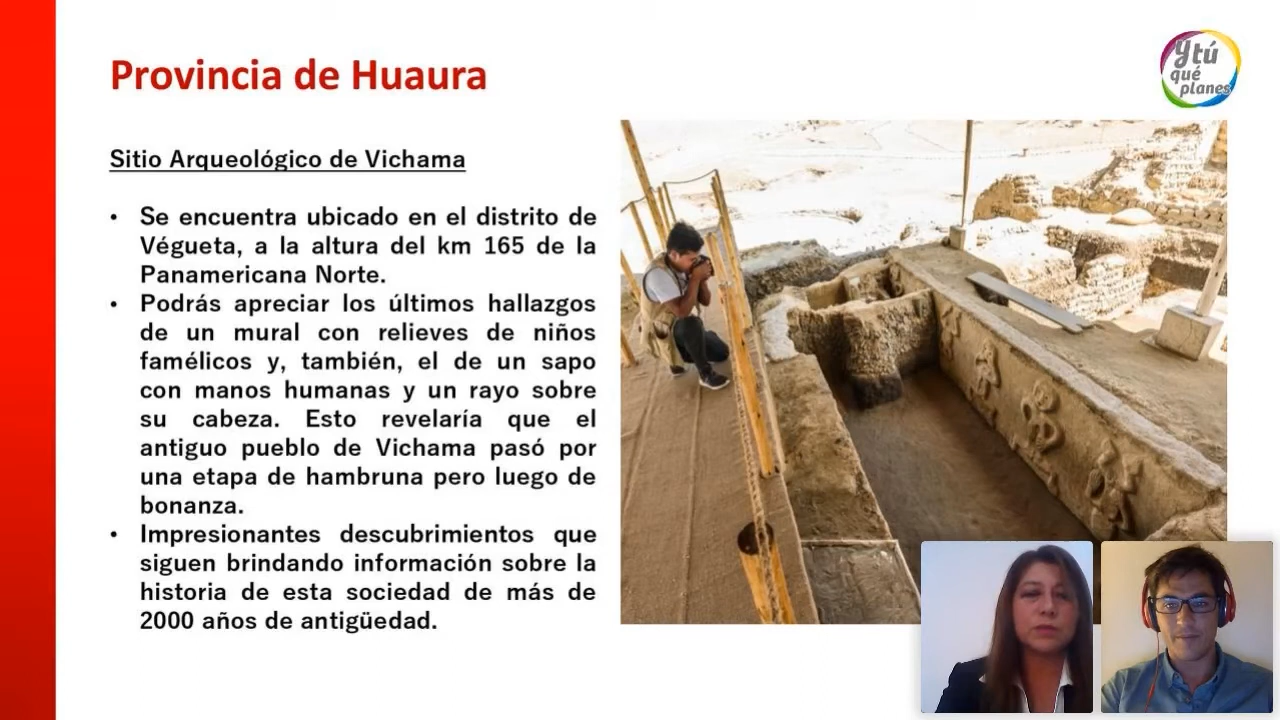 Provincia de Huaura
Y tú
qué
planes
Sitio Arqueológico de Vichama
• Se encuentra ubicado en el distrito de
Végueta, a la altura del km 165 de la
Panamericana Norte.
• Podrás apreciar los últimos hallazgos
de un mural con relieves de niños
famélicos y, también, el de un sapo
con manos humanas y un rayo sobre
su cabeza. Esto revelaría que el
antiguo pueblo de Vichama pasó por
una etapa de hambruna pero luego de
bonanza.
• Impresionantes descubrimientos que
siguen brindando información sobre la
historia de esta sociedad de más de
2000 años de antigüedad.